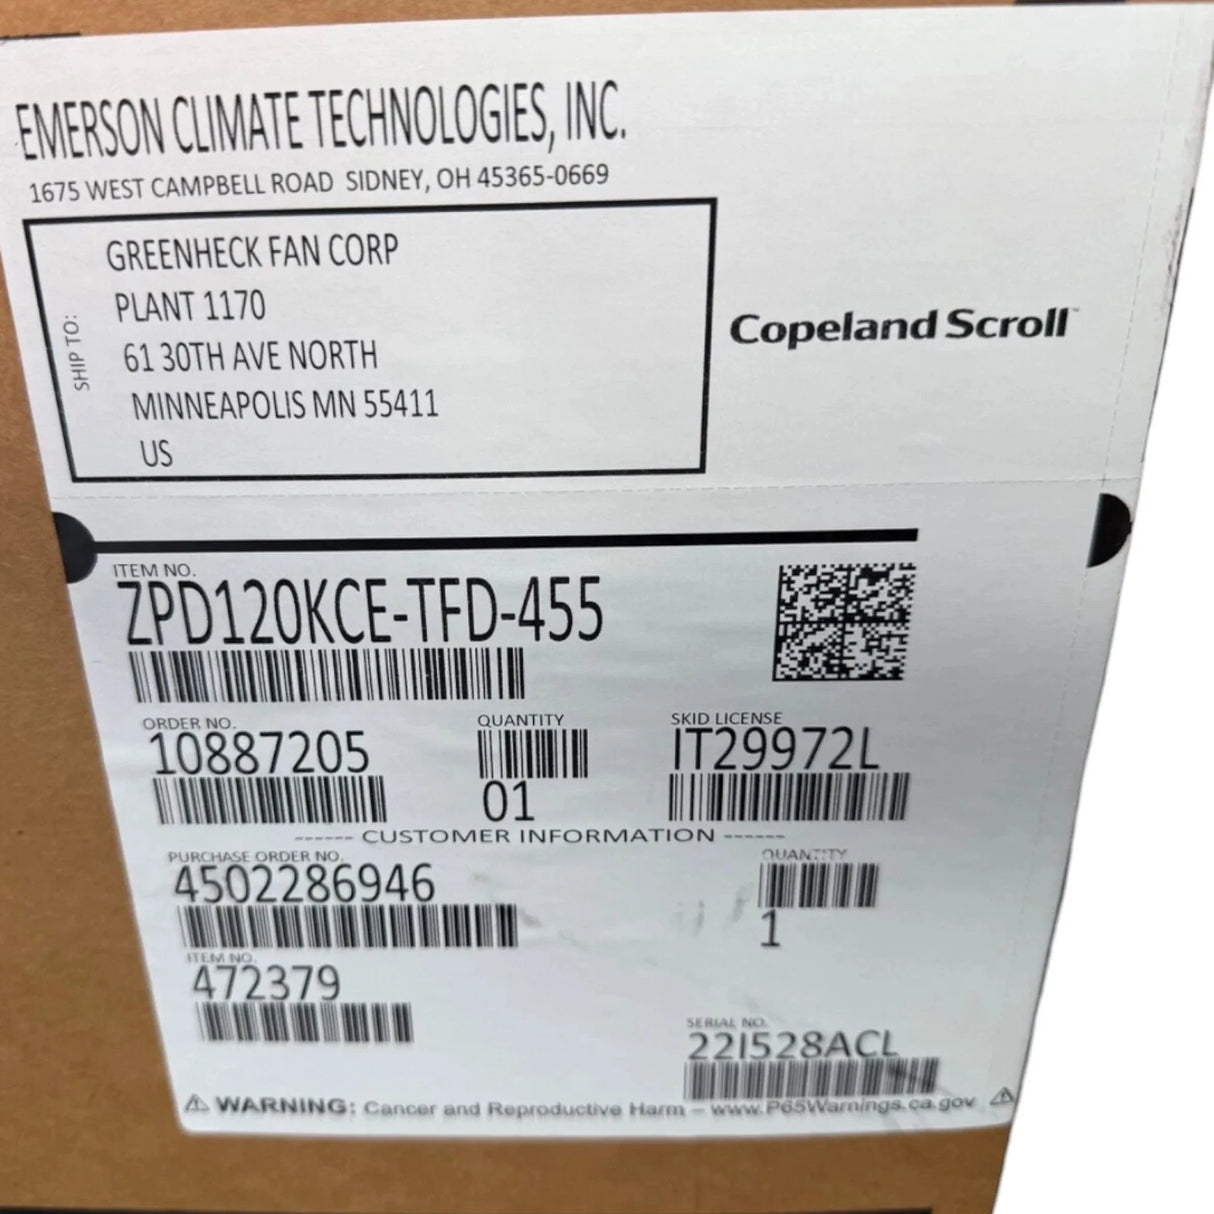 EMERSON CLIMATE TECHNOLOGIES, INC.
1675 WEST CAMPBELL ROAD SIDNEY, OH 45365-0669
SHIP TO:
GREENHECK FAN CORP
PLANT 1170
61 30TH AVE NORTH
MINNEAPOLIS MN 55411
US
Copeland Scroll™
ITEM NO.
ZPD120KCE-TFD-455
ORDER NO.
10887205
QUANTITY
01
SKID LICENSE
IT29972L
------ CUSTOMER INFORMATION ------
PURCHASE ORDER NO.
4502286946
QUANTITY
1
ITEM NO.
472379
SERIAL NO.
22I528ACL
⚠ WARNING: Cancer and Reproductive Harm – www.P65Warnings.ca.gov ⚠